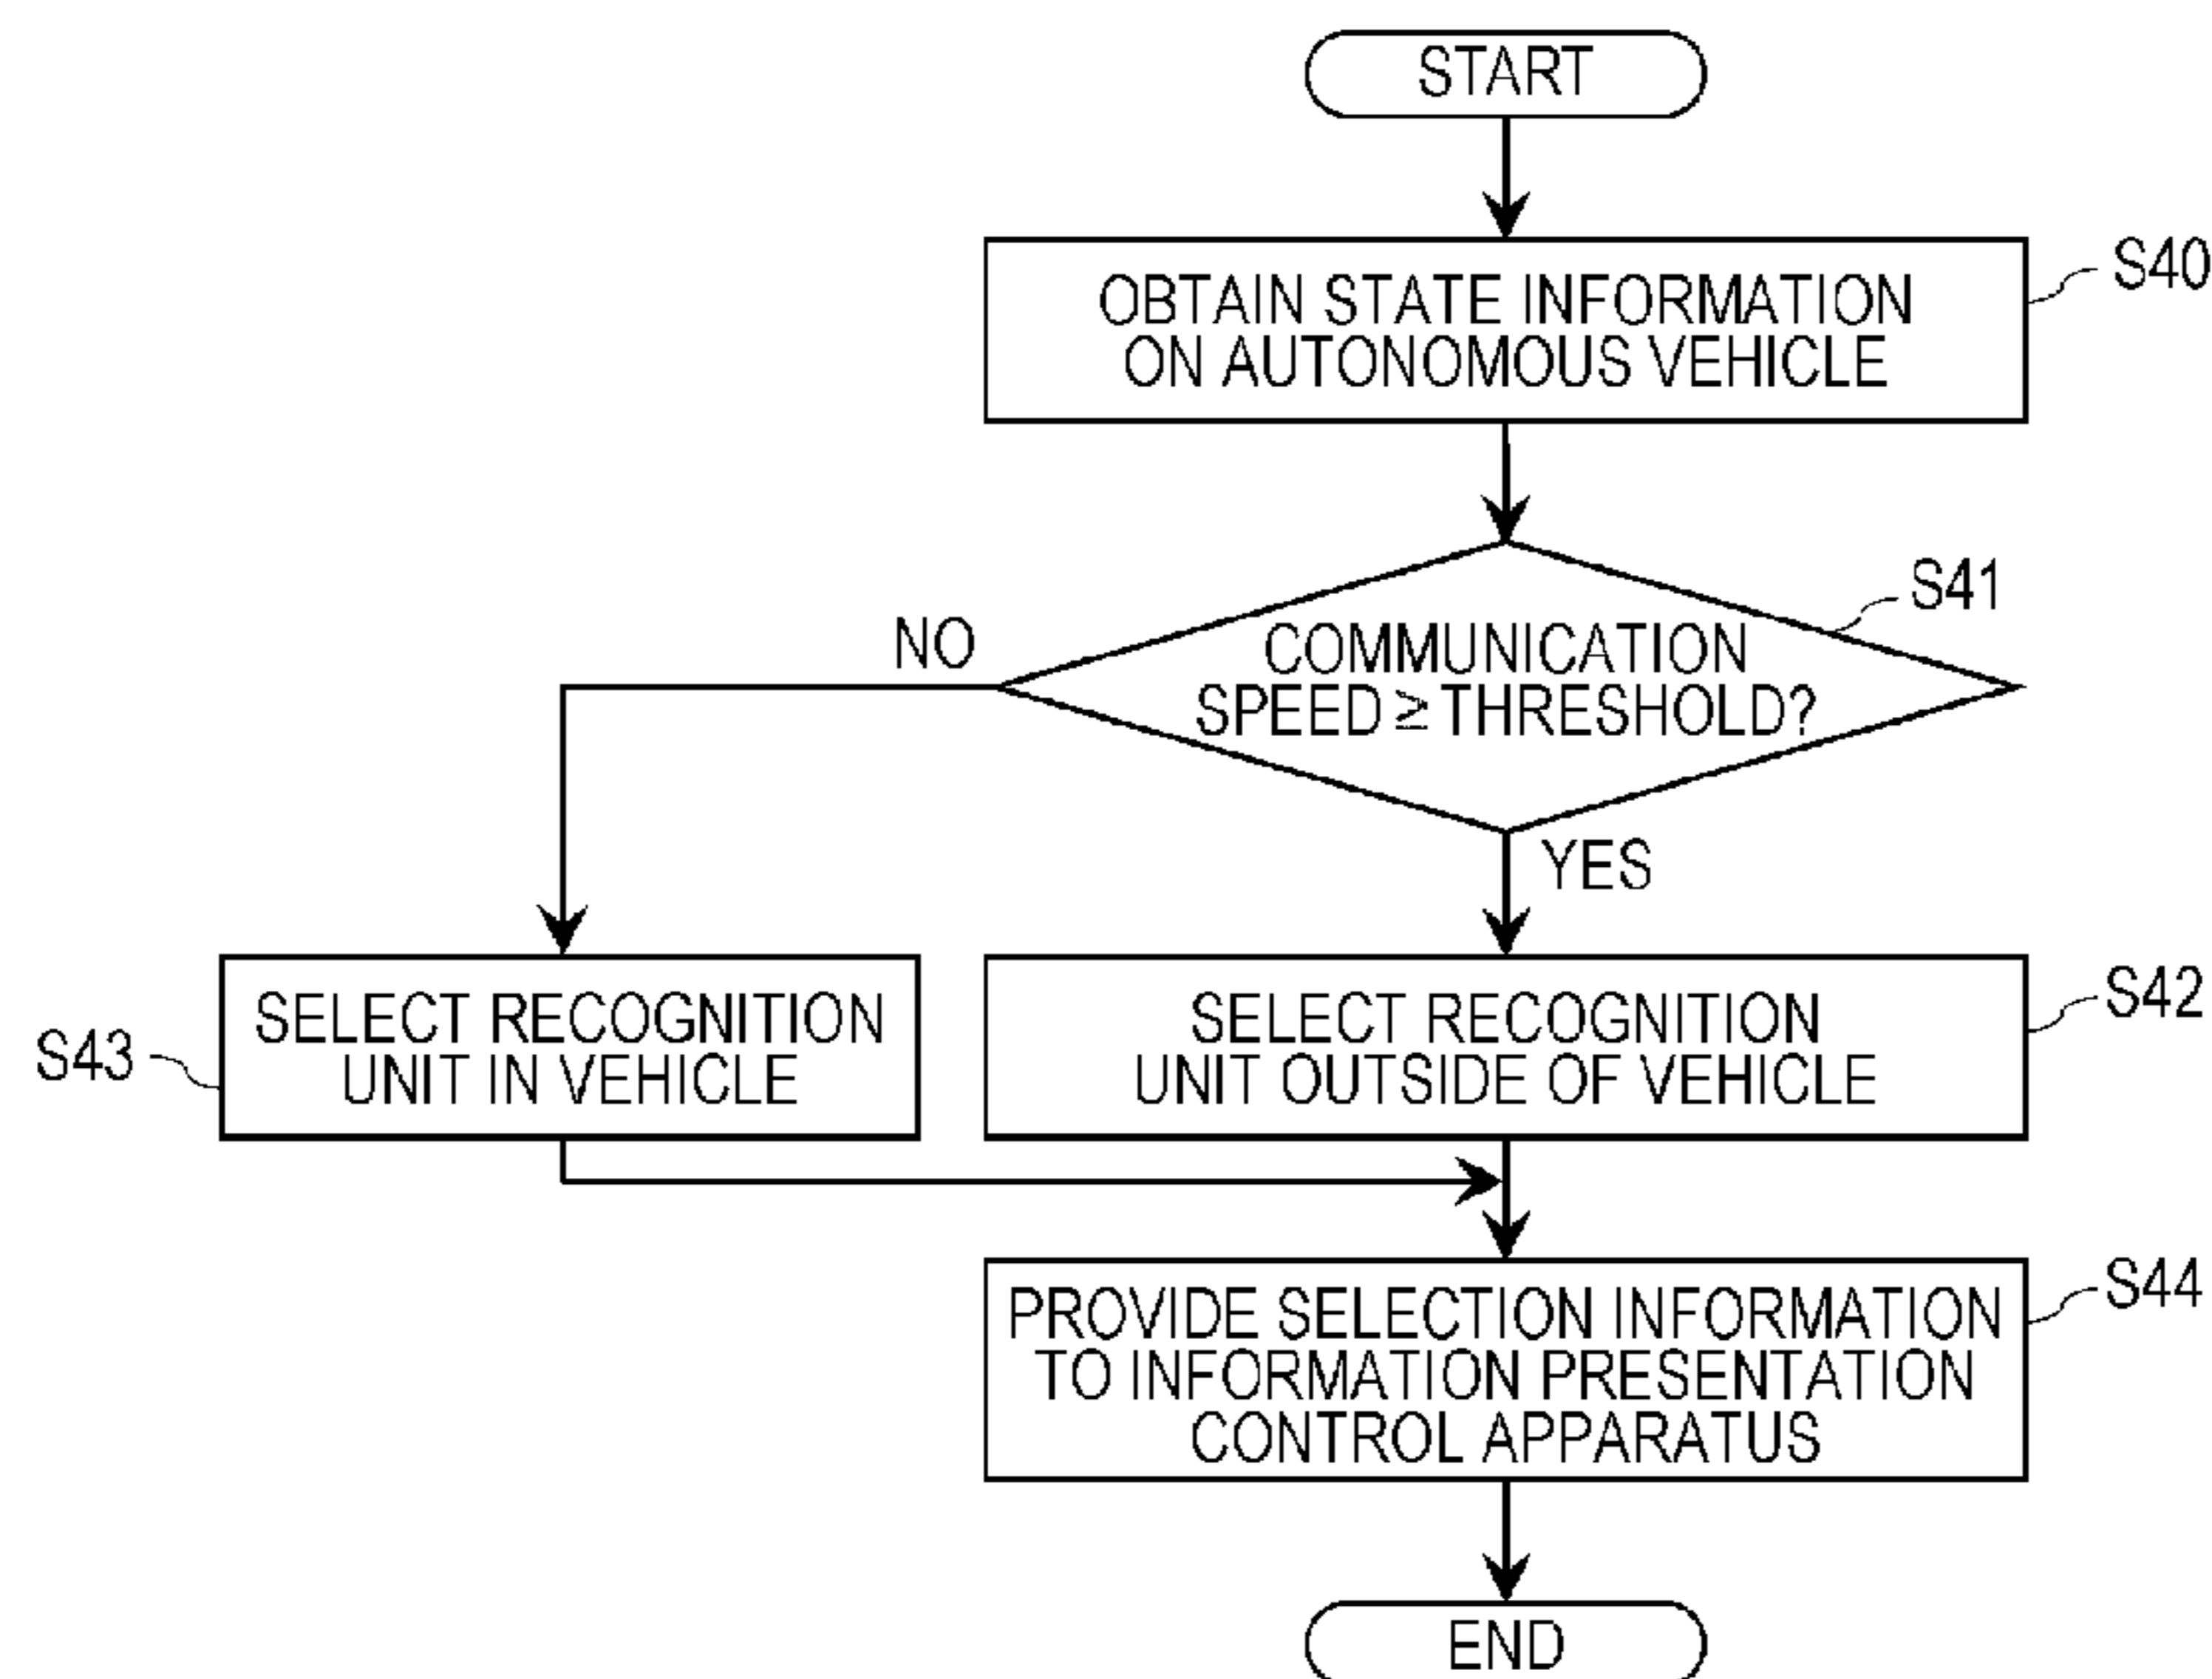 START
OBTAIN STATE INFORMATION
ON AUTONOMOUS VEHICLE
S40
S41
COMMUNICATION
SPEED ≧ THRESHOLD?
NO
YES
SELECT RECOGNITION
UNIT IN VEHICLE
S43
SELECT RECOGNITION
UNIT OUTSIDE OF VEHICLE
S42
PROVIDE SELECTION INFORMATION
TO INFORMATION PRESENTATION
CONTROL APPARATUS
S44
END